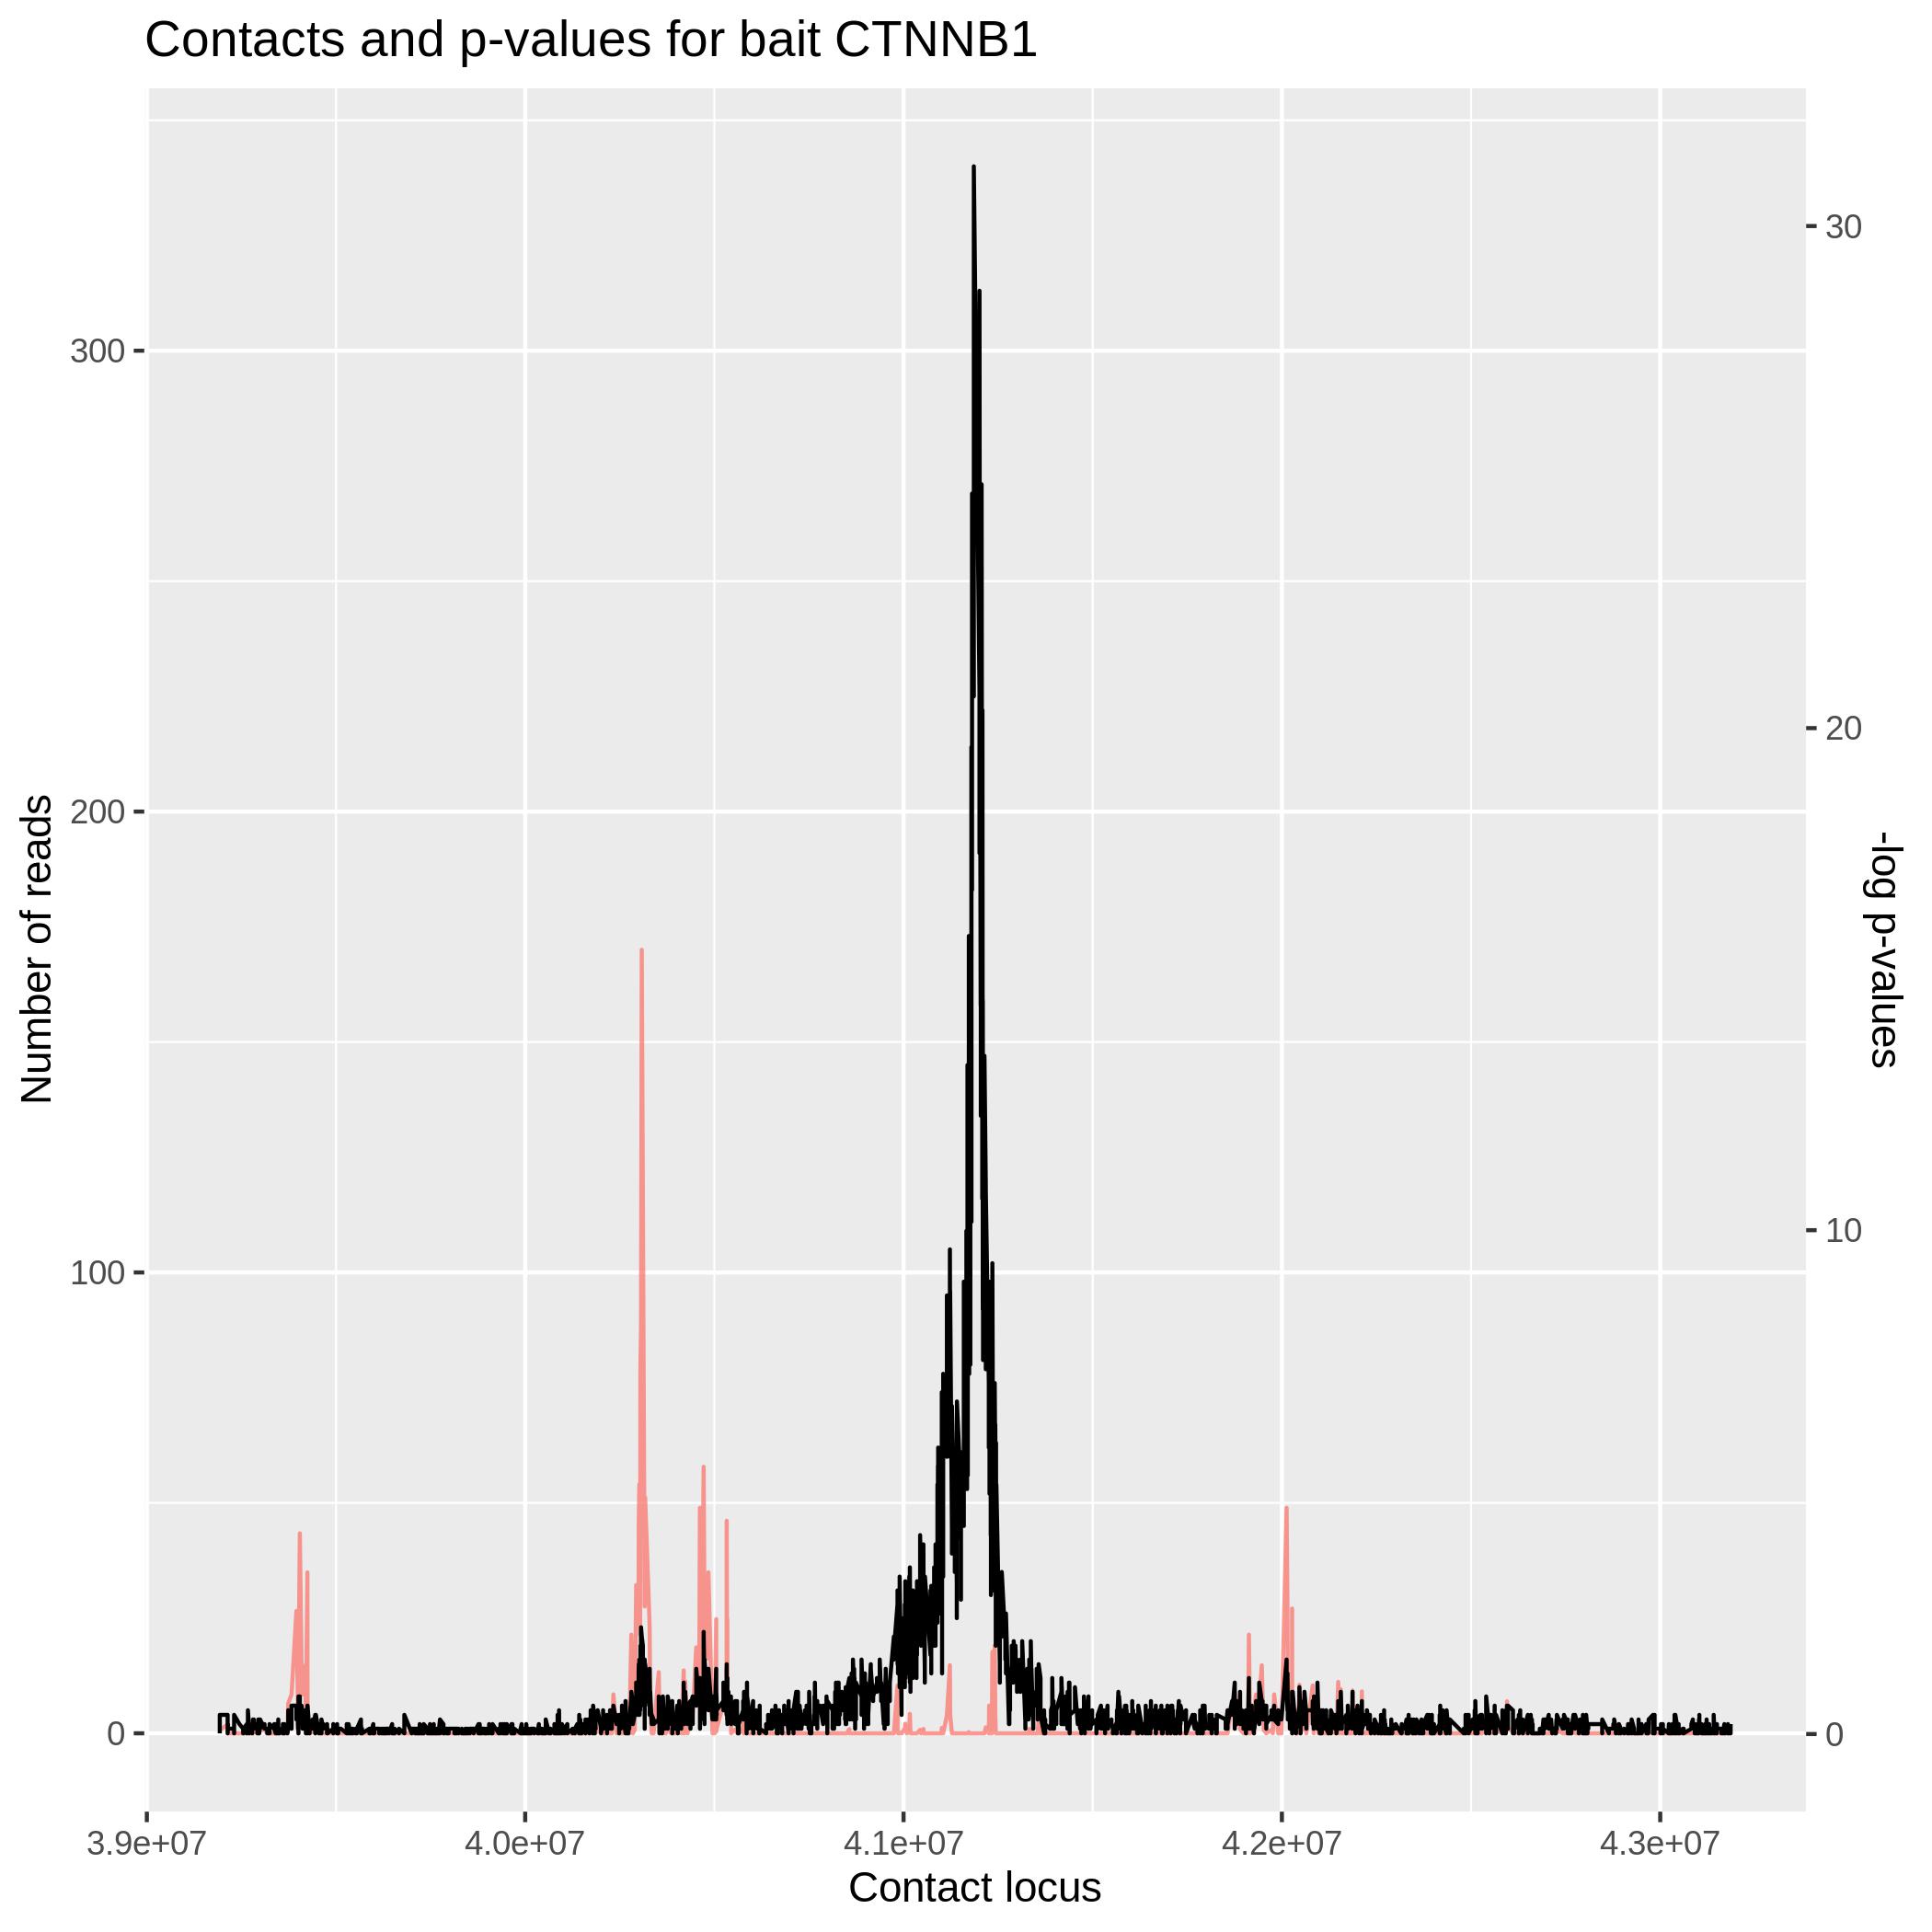 Contacts and p-values for bait CTNNB1
Number of reads
300
200
100
0
30
20
10
0
-log p-values
3.9e+07
4.0e+07
4.1e+07
4.2e+07
4.3e+07
Contact locus